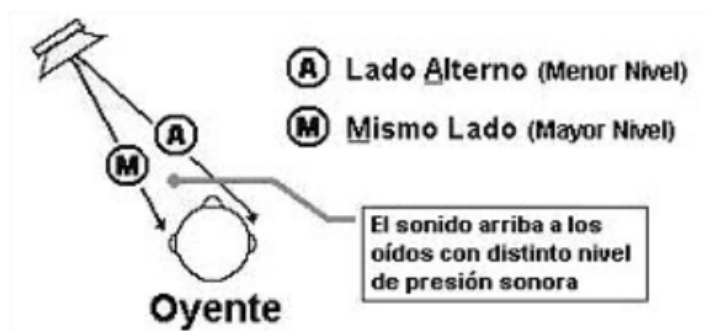 A Lado Alterno (Menor Nivel)
M Mismo Lado (Mayor Nivel)
A
M
El sonido arriba a los
oídos con distinto nivel
de presión sonora
Oyente